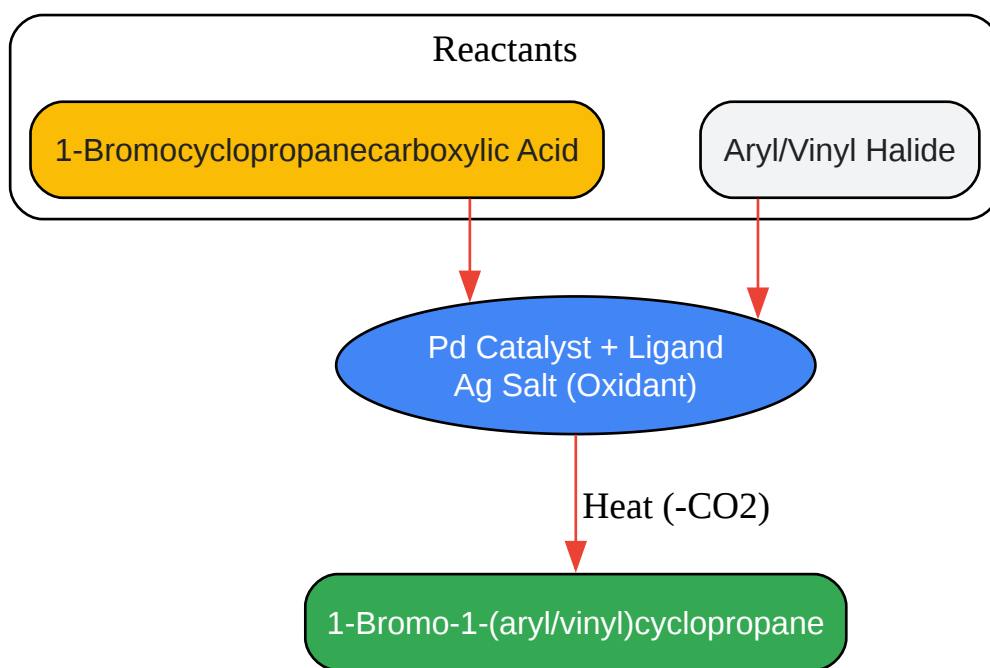 Reactants
1-Bromocyclopropanecarboxylic Acid
Aryl/Vinyl Halide
Pd Catalyst + Ligand
Ag Salt (Oxidant)
Heat (-CO2)
1-Bromo-1-(aryl/vinyl)cyclopropane